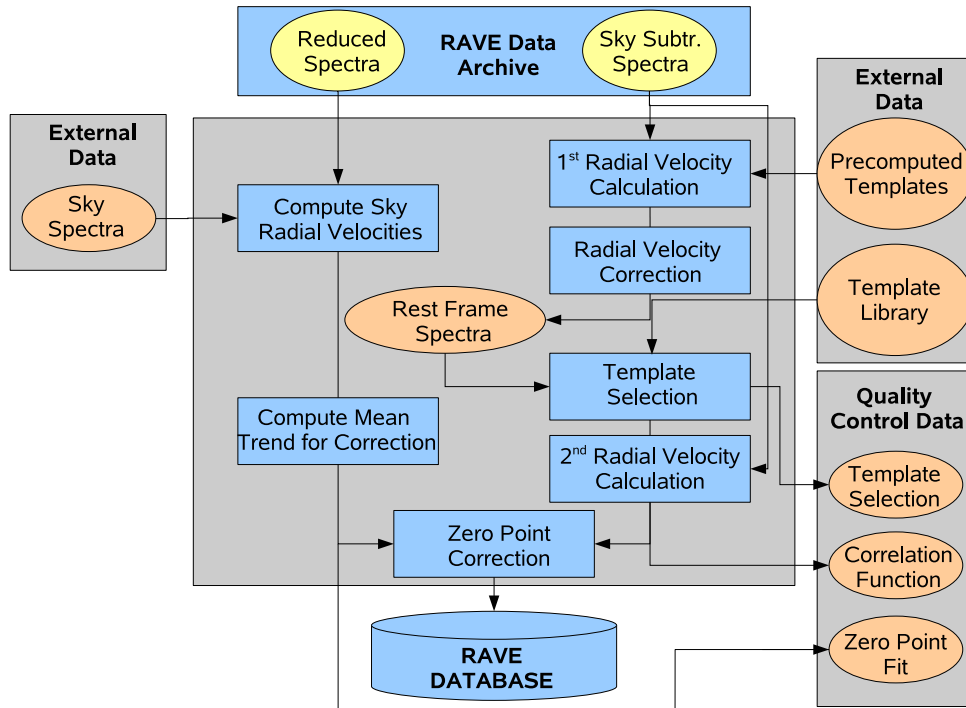 Reduced
Spectra
RAVE Data
Archive
Sky Subtr.
Spectra
External
Data
Sky
Spectra
External
Data
Precomputed
Templates
Template
Library
1st Radial Velocity
Calculation
Compute Sky
Radial Velocities
Radial Velocity
Correction
Rest Frame
Spectra
Template
Selection
Compute Mean
Trend for Correction
2nd Radial Velocity
Calculation
Zero Point
Correction
RAVE
DATABASE
Quality
Control Data
Template
Selection
Correlation
Function
Zero Point
Fit